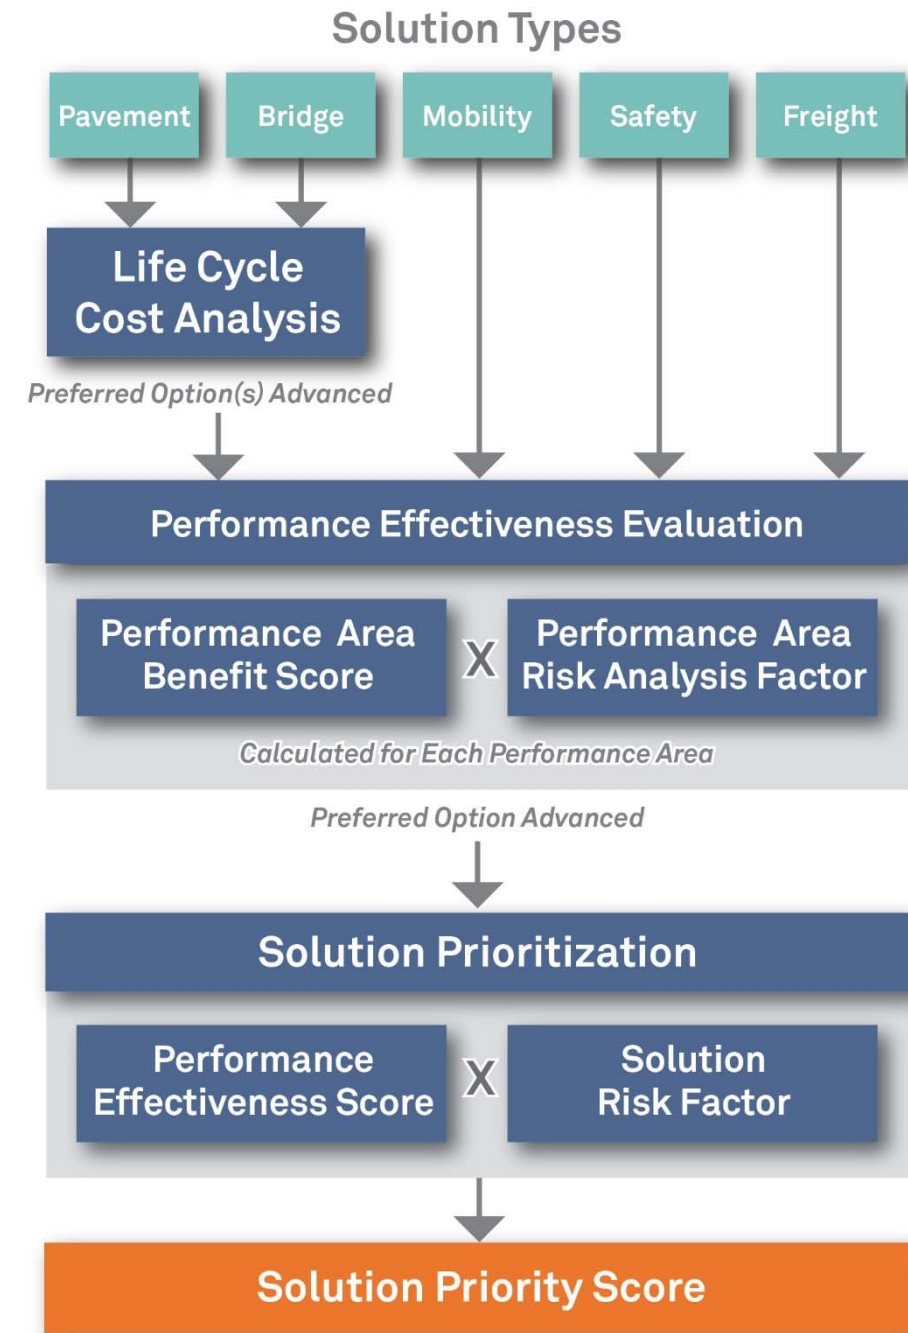 Solution Types
Pavement
Bridge
Mobility
Safety
Freight
Life Cycle
Cost Analysis
Preferred Option(s) Advanced
Performance Effectiveness Evaluation
Performance Area
Benefit Score
X
Performance Area
Risk Analysis Factor
Calculated for Each Performance Area
Preferred Option Advanced
Solution Prioritization
Performance
Effectiveness Score
X
Solution
Risk Factor
Solution Priority Score